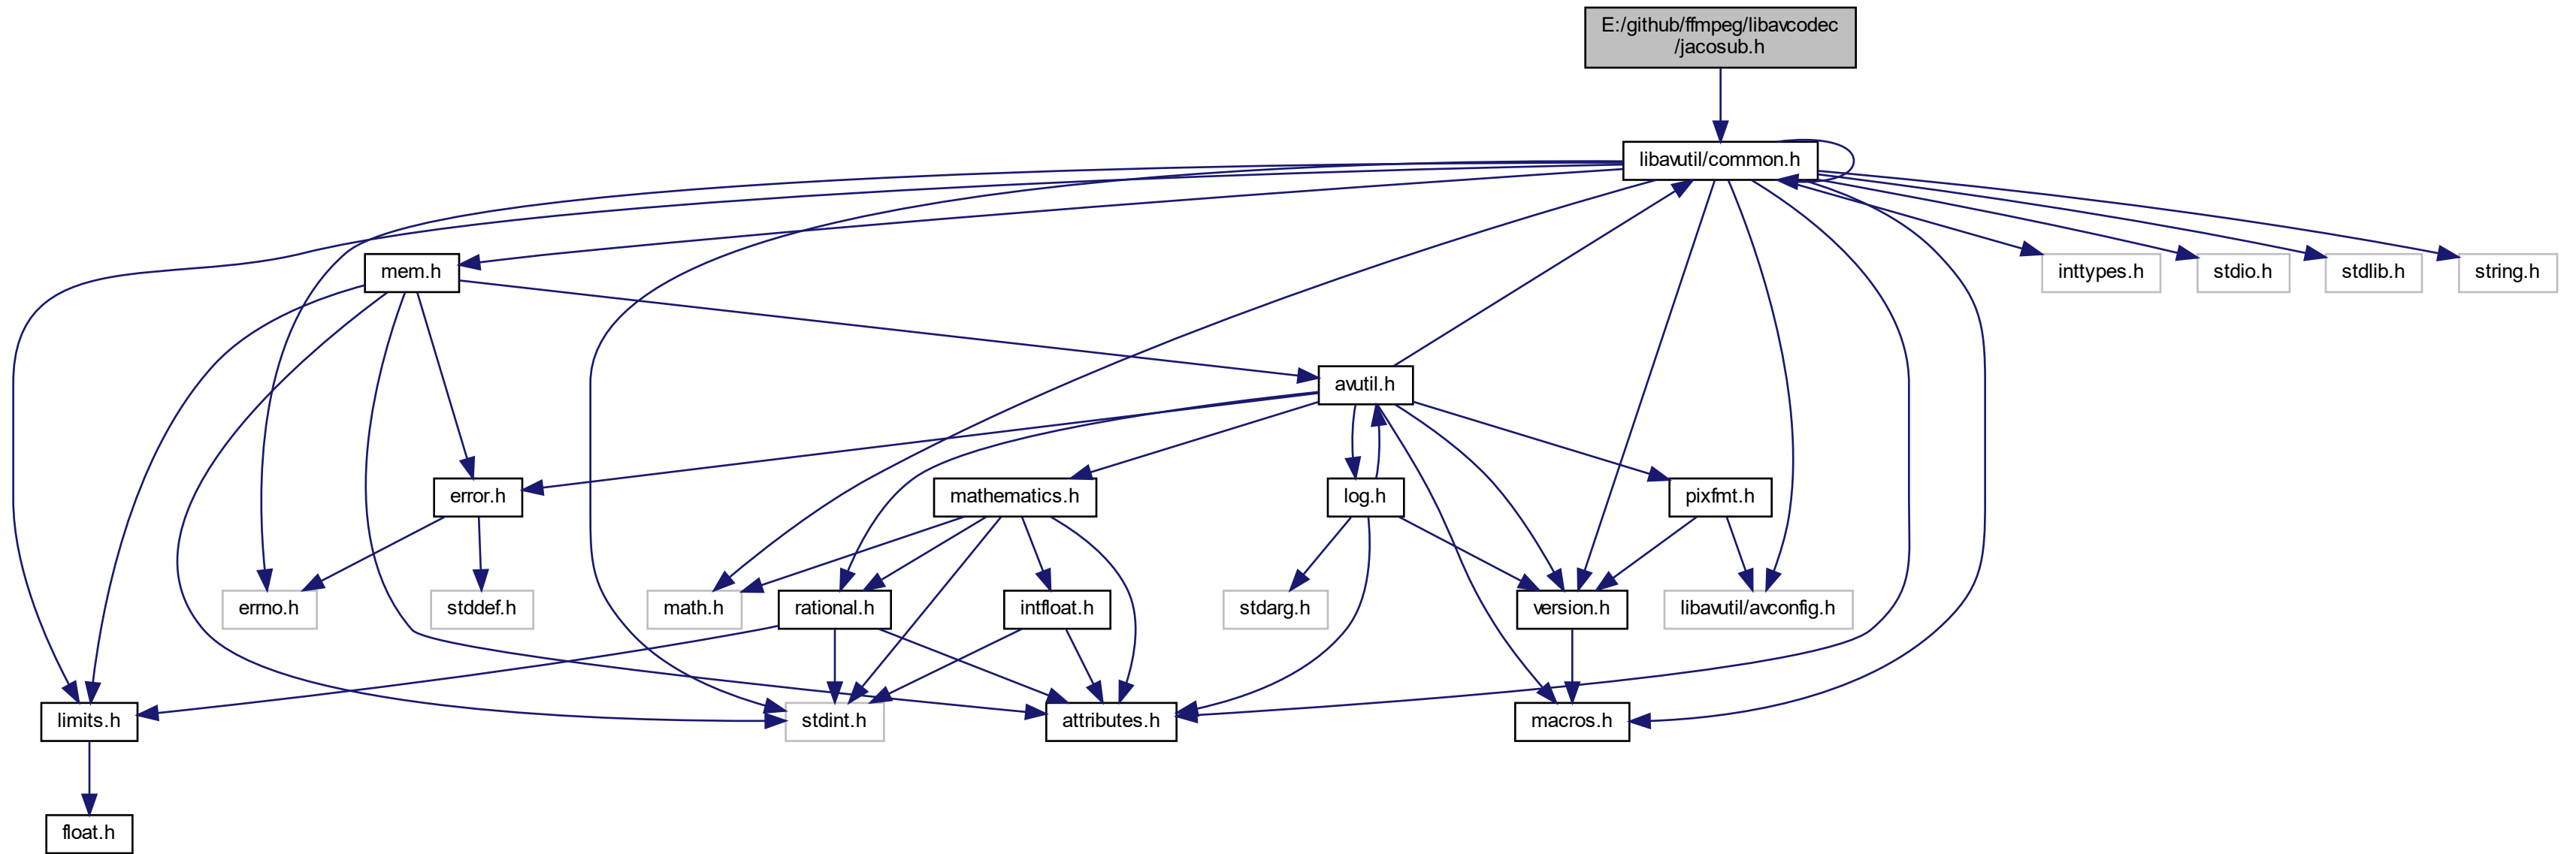 E:/github/ffmpeg/libavcodec
/jacosub.h
libavutil/common.h
mem.h
inttypes.h
stdio.h
stdlib.h
string.h
avutil.h
error.h
mathematics.h
log.h
pixfmt.h
errno.h
stddef.h
math.h
rational.h
intfloat.h
stdarg.h
version.h
libavutil/avconfig.h
limits.h
stdint.h
attributes.h
macros.h
float.h